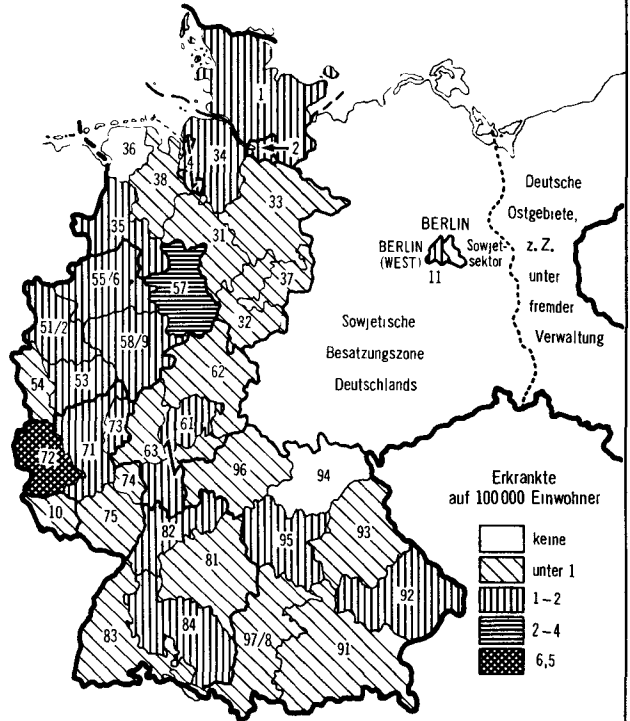 1
2
36
4
34
38
33
35
31
BERLIN
BERLIN
(WEST)
Sowjet-
sektor
11
Deutsche
Ostgebiete,
z. Z.
unter
fremder
Verwaltung
55/6
57
37
51/2
58/9
32
Sowjetische
Besatzungszone
Deutschlands
54
53
62
73
61
72
71
63
96
94
74
10
75
82
95
93
81
92
84
83
97/8
91
Erkrankte
auf 100 000 Einwohner
keine
unter 1
1-2
2-4
6,5